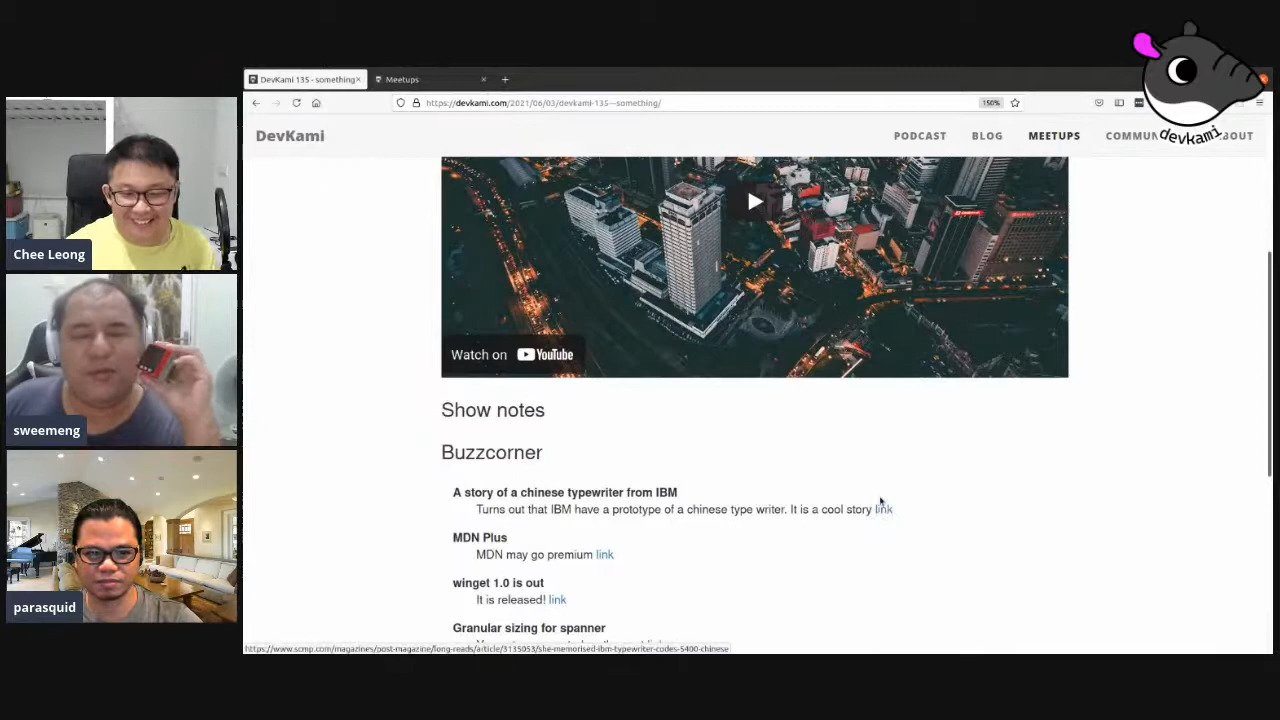 DevKami 135 - something
Meetups
https://devkami.com/2021/06/03/devkami-135--something/
150%
devkami
DevKami
PODCAST
BLOG
MEETUPS
Chee Leong
Watch on YouTube
Show notes
sweemeng
Buzzcorner
A story of a chinese typewriter from IBM
Turns out that IBM have a prototype of a chinese type writer. It is a cool story link
MDN Plus
MDN may go premium link
winget 1.0 is out
It is released! link
parasquid
Granular sizing for spanner
https://www.scmp.com/magazines/post-magazine/long-reads/article/3135053/she-memorised-ibm-typewriter-codes-5400-chinese